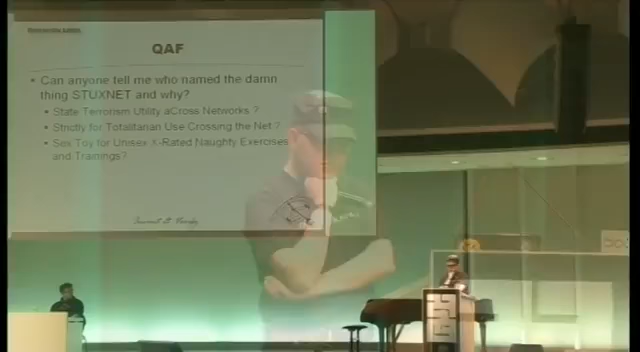 QAF
• Can anyone tell me who named the damn
thing STUXNET and why?
• State Terrorism Utility aCross Networks ?
• Strictly for Totalitarian Use Crossing the Net ?
• Sex Toy for Unisex X-Rated Naughty Exercises
and Trainings?